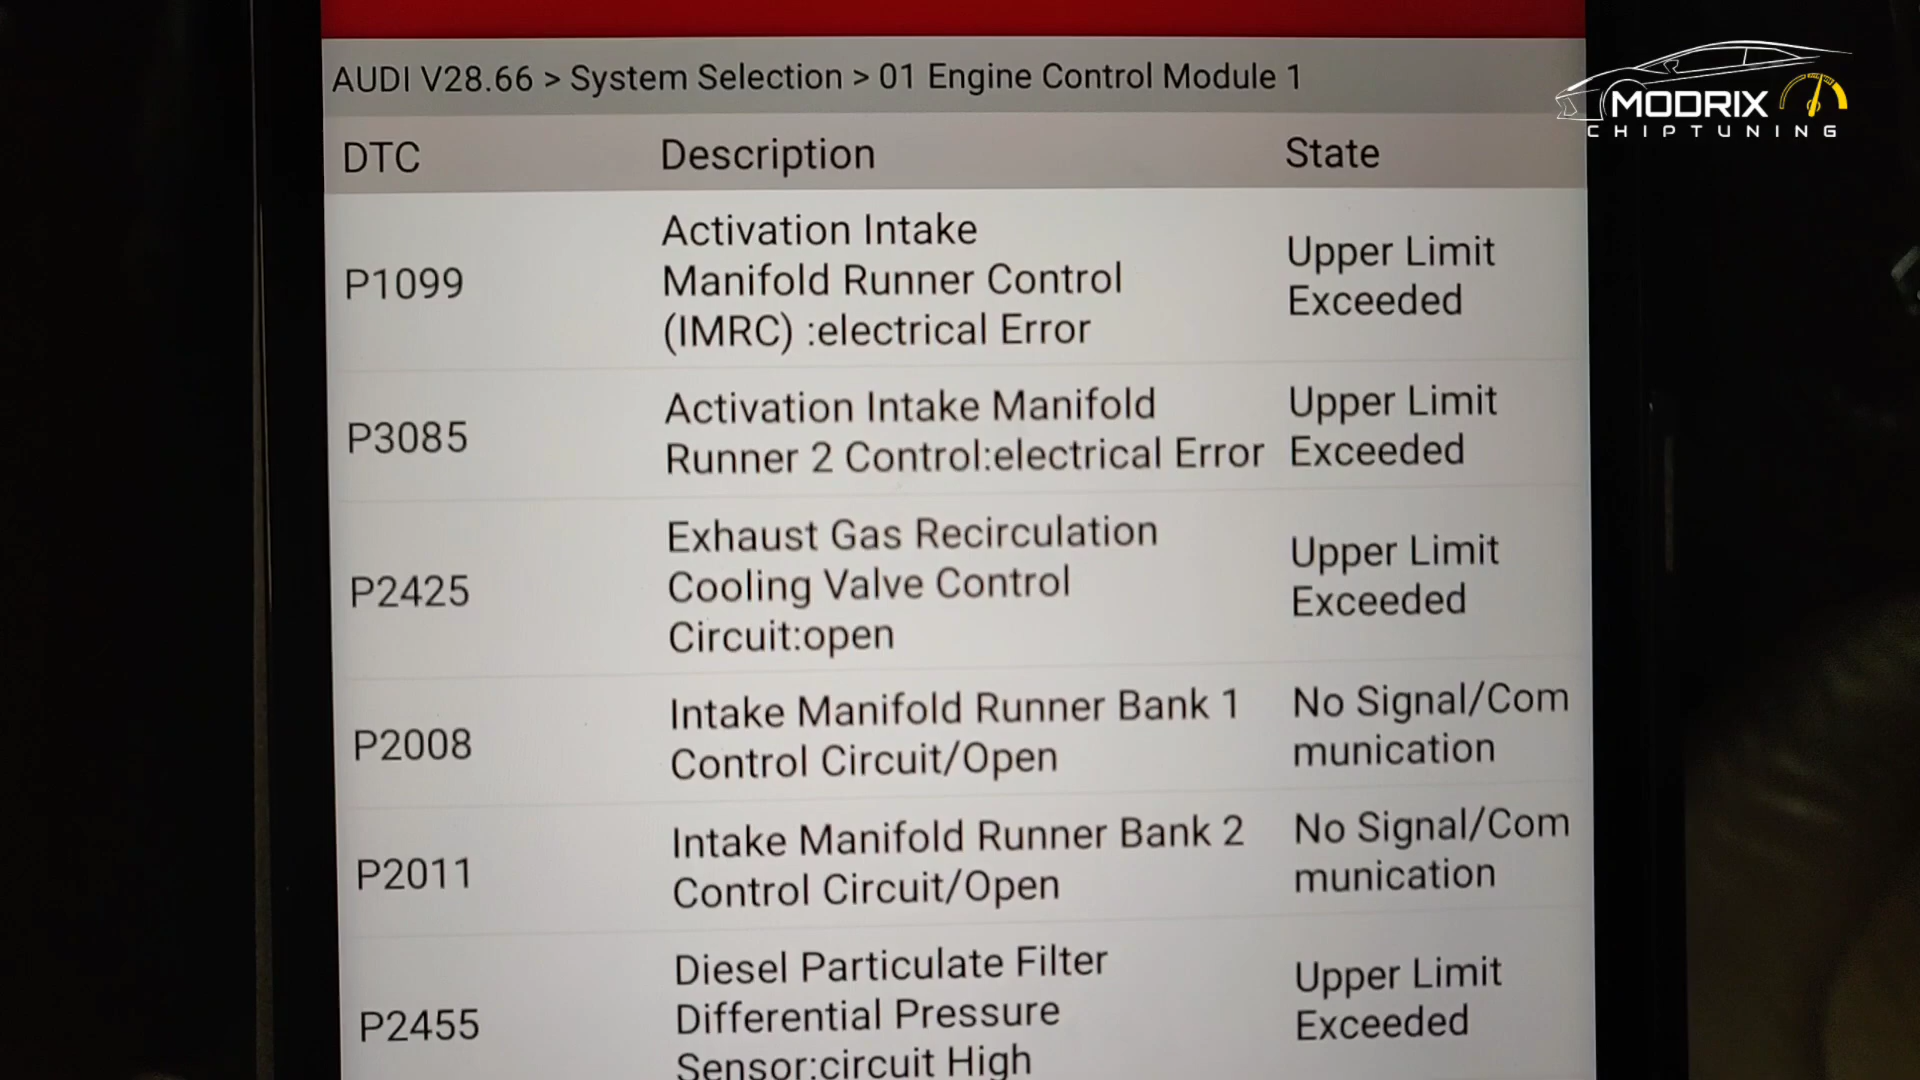 AUDI V28.66 > System Selection > 01 Engine Control Module 1
MODRIX
CHIPTUNING
DTC Description State
P1099
Activation Intake
Manifold Runner Control
(IMRC) :electrical Error
Upper Limit
Exceeded
P3085
Activation Intake Manifold
Runner 2 Control:electrical Error
Upper Limit
Exceeded
P2425
Exhaust Gas Recirculation
Cooling Valve Control
Circuit:open
Upper Limit
Exceeded
P2008
Intake Manifold Runner Bank 1
Control Circuit/Open
No Signal/Com
munication
P2011
Intake Manifold Runner Bank 2
Control Circuit/Open
No Signal/Com
munication
P2455
Diesel Particulate Filter
Differential Pressure
Sensor:circuit High
Upper Limit
Exceeded